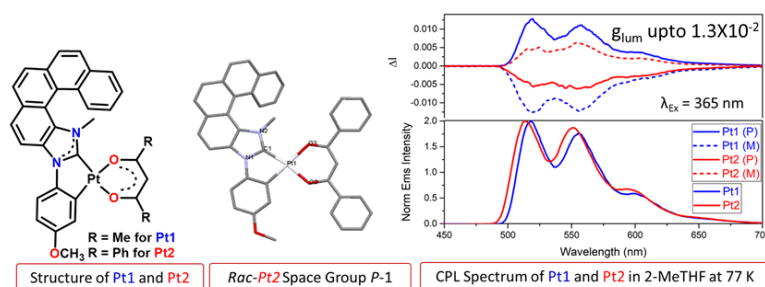 N
N
Pt
O
O
R
R
OCH3
R = Me for Pt1
R = Ph for Pt2
Structure of Pt1 and Pt2
N2
N1
C1
Pt1
O3
Rac-Pt2 Space Group P-1
glum upto 1.3X10-2
λEx = 365 nm
ΔI
0.010
0.005
0.000
-0.005
-0.010
Norm Ems Intensity
2.0
1.5
1.0
0.5
0.0
Pt1 (P)
Pt1 (M)
Pt2 (P)
Pt2 (M)
Pt1
Pt2
450 500 550 600 650 700
Wavelength (nm)
CPL Spectrum of Pt1 and Pt2 in 2-MeTHF at 77 K